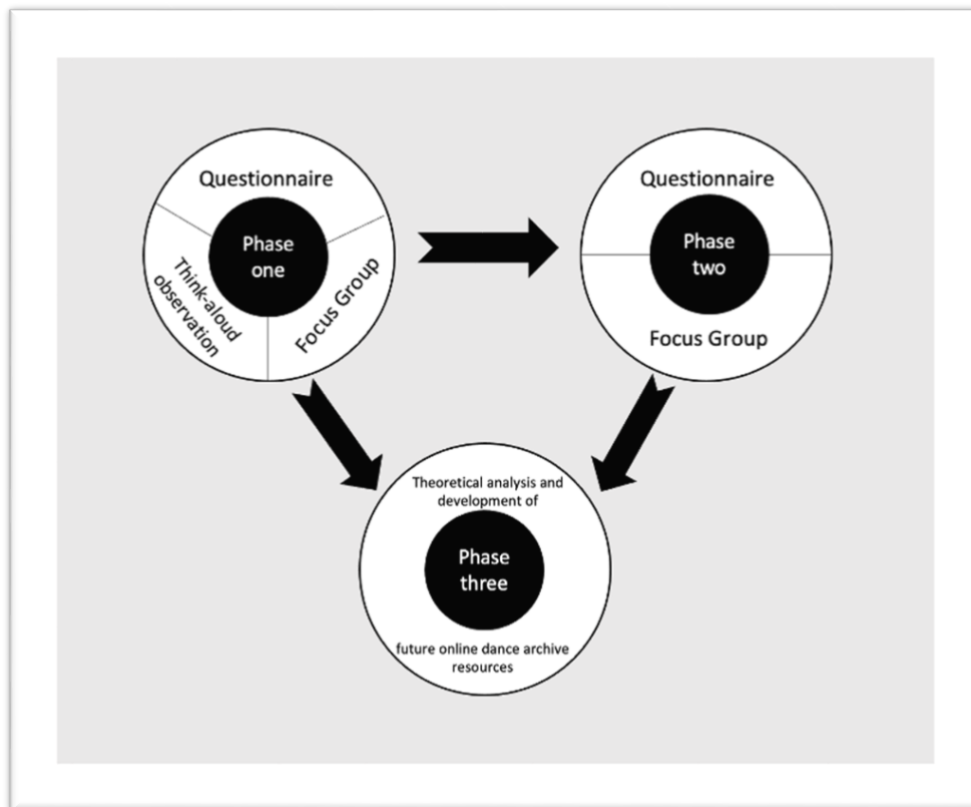 Questionnaire
Phase
one
Think-aloud
observation
Focus Group
Questionnaire
Phase
two
Focus Group
Theoretical analysis and
development of
Phase
three
future online dance archive
resources